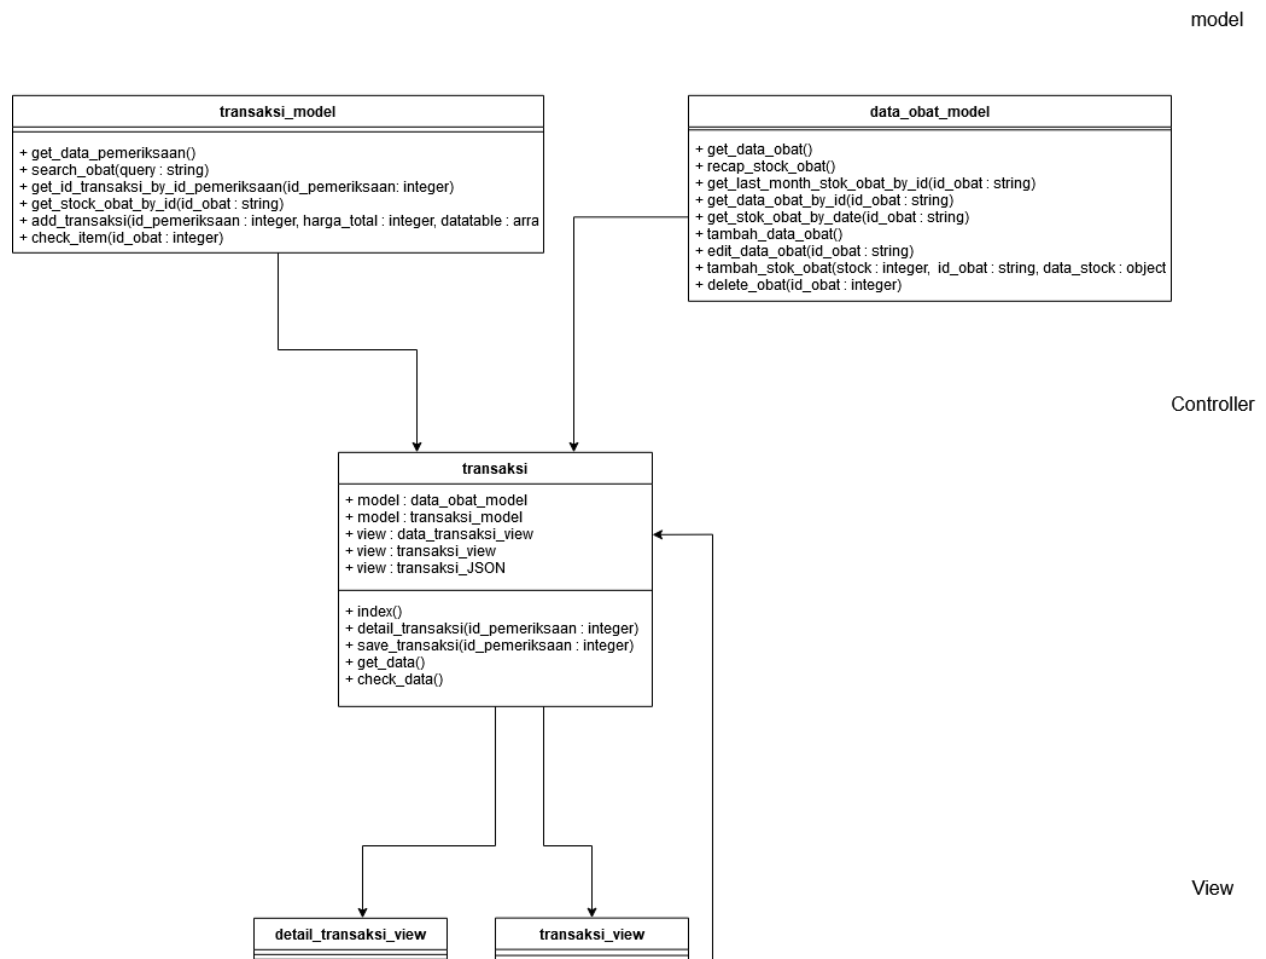 model
transaksi_model
+ get_data_pemeriksaan()
+ search_obat(query : string)
+ get_id_transaksi_by_id_pemeriksaan(id_pemeriksaan: integer)
+ get_stock_obat_by_id(id_obat : string)
+ add_transaksi(id_pemeriksaan : integer, harga_total : integer, datatable : arra
+ check_item(id_obat : integer)
data_obat_model
+ get_data_obat()
+ recap_stock_obat()
+ get_last_month_stok_obat_by_id(id_obat : string)
+ get_data_obat_by_id(id_obat : string)
+ get_stok_obat_by_date(id_obat : string)
+ tambah_data_obat()
+ edit_data_obat(id_obat : string)
+ tambah_stok_obat(stock : integer, id_obat : string, data_stock : object
+ delete_obat(id_obat : integer)
Controller
transaksi
+ model : data_obat_model
+ model : transaksi_model
+ view : data_transaksi_view
+ view : transaksi_view
+ view : transaksi_JSON
+ index()
+ detail_transaksi(id_pemeriksaan : integer)
+ save_transaksi(id_pemeriksaan : integer)
+ get_data()
+ check_data()
View
detail_transaksi_view
transaksi_view